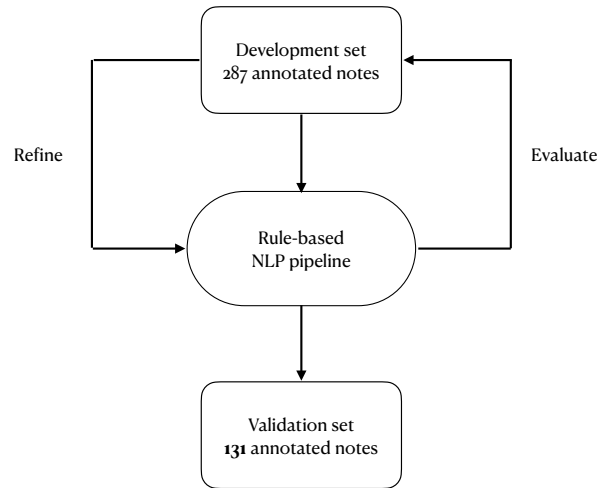 Development set
287 annotated notes
Refine
Evaluate
Rule-based
NLP pipeline
Validation set
131 annotated notes